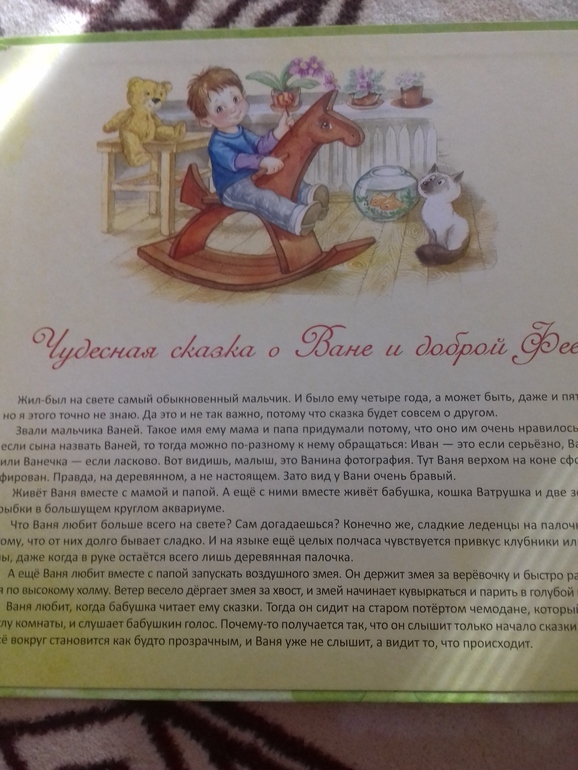 Чудесная сказка о Ване и доброй Фее
Жил-был на свете самый обыкновенный мальчик. И было ему четыре года, а может быть, даже и
но я этого точно не знаю. Да это и не так важно, потому что сказка будет совсем о другом.
Звали мальчика Ваней. Такое имя ему мама и папа придумали потому, что оно им очень нравилось
если сына назвать Ваней, то тогда можно по-разному к нему обращаться: Иван — это если серьёзно,
или Ванечка — если ласково. Вот видишь, малыш, это Ванина фотография. Тут Ваня верхом на коне
фирован. Правда, на деревянном, а не настоящем. Зато вид у Вани очень бравый.
Живёт Ваня вместе с мамой и папой. А ещё с ними вместе живёт бабушка, кошка Ватрушка и две
рыбки в большущем круглом аквариуме.
Что Ваня любит больше всего на свете? Сам догадаешься? Конечно же, сладкие леденцы на
тому, что от них долго бывает сладко. И на языке ещё целых полчаса чувствуется привкус клубники
даже когда в руке остаётся всего лишь деревянная палочка.
А ещё Ваня любит вместе с папой запускать воздушного змея. Он держит змея за верёвочку и быстро
по высокому холму. Ветер весело дёргает змея за хвост, и змей начинает кувыркаться и парить в голубой
Ваня любит, когда бабушка читает ему сказки. Тогда он сидит на старом потёртом чемодане,
комнаты, и слушает бабушкин голос. Почему-то получается так, что он слышит только начало сказки
вокруг становится как будто прозрачным, и Ваня уже не слышит, а видит то, что происходит.